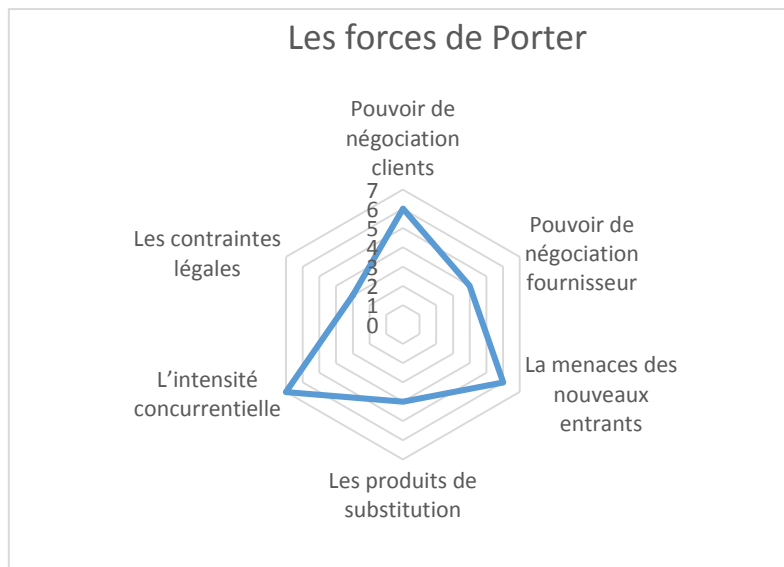 Les forces de Porter
Pouvoir de
négociation
clients
7
6
5
4
3
2
1
0
Pouvoir de
négociation
fournisseur
La menaces des
nouveaux
entrants
Les produits de
substitution
L'intensité
concurrentielle
Les contraintes
légales